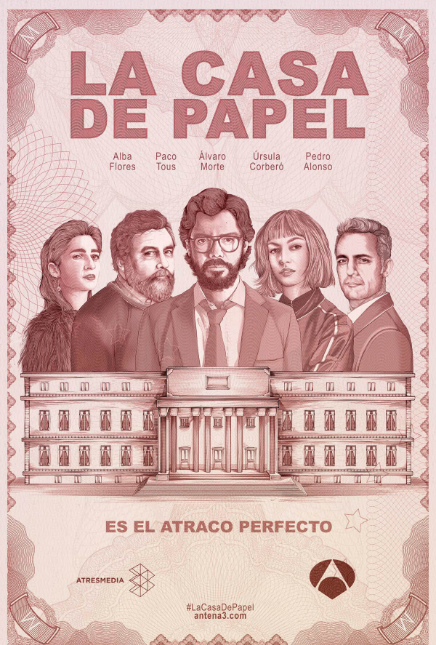 M
M
LA CASA
DE PAPEL
Alba Paco Álvaro Úrsula Pedro
Flores Tous Morte Corberó Alonso
ES EL ATRACO PERFECTO
ATRESMEDIA
#LaCasaDePapel
antena3.com
M
M